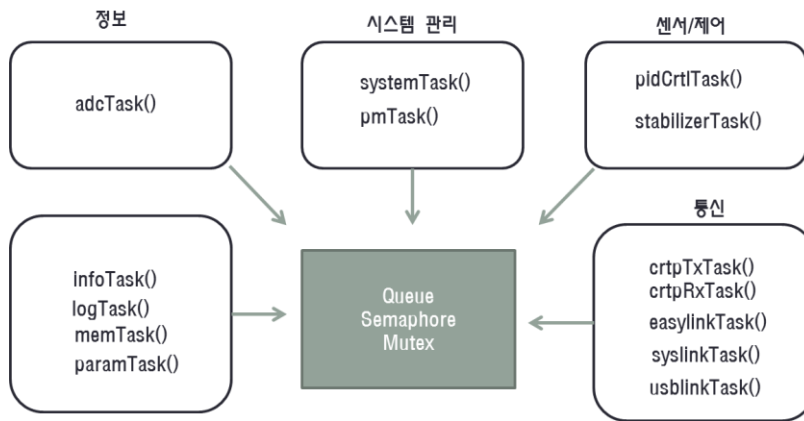 정보
adcTask()
시스템 관리
systemTask()
pmTask()
센서/제어
pidCrtlTask()
stabilizerTask()
infoTask()
logTask()
memTask()
paramTask()
Queue
Semaphore
Mutex
통신
crtpTxTask()
crtpRxTask()
easylinkTask()
syslinkTask()
usblinkTask()